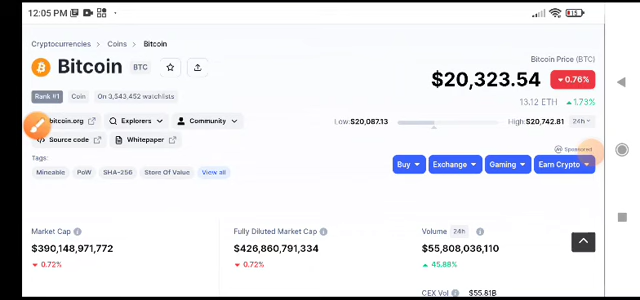 12:05 PM
15
Cryptocurrencies > Coins > Bitcoin
Bitcoin BTC
Bitcoin Price (BTC)
$20,323.54 0.76%
Rank #1 Coin On 3,543,452 watchlists
13.12 ETH 1.73%
bitcoin.org Explorers Community
Low: $20,087.13 High: $20,742.81 24h
Source code Whitepaper
Sponsored
Tags:
Buy Exchange Gaming Earn Crypto
Mineable PoW SHA-256 Store Of Value View all
Market Cap Fully Diluted Market Cap Volume 24h
$390,148,971,772 $426,860,791,334 $55,808,036,110
0.72% 0.72% 45.88%
CEX Vol $55.81B